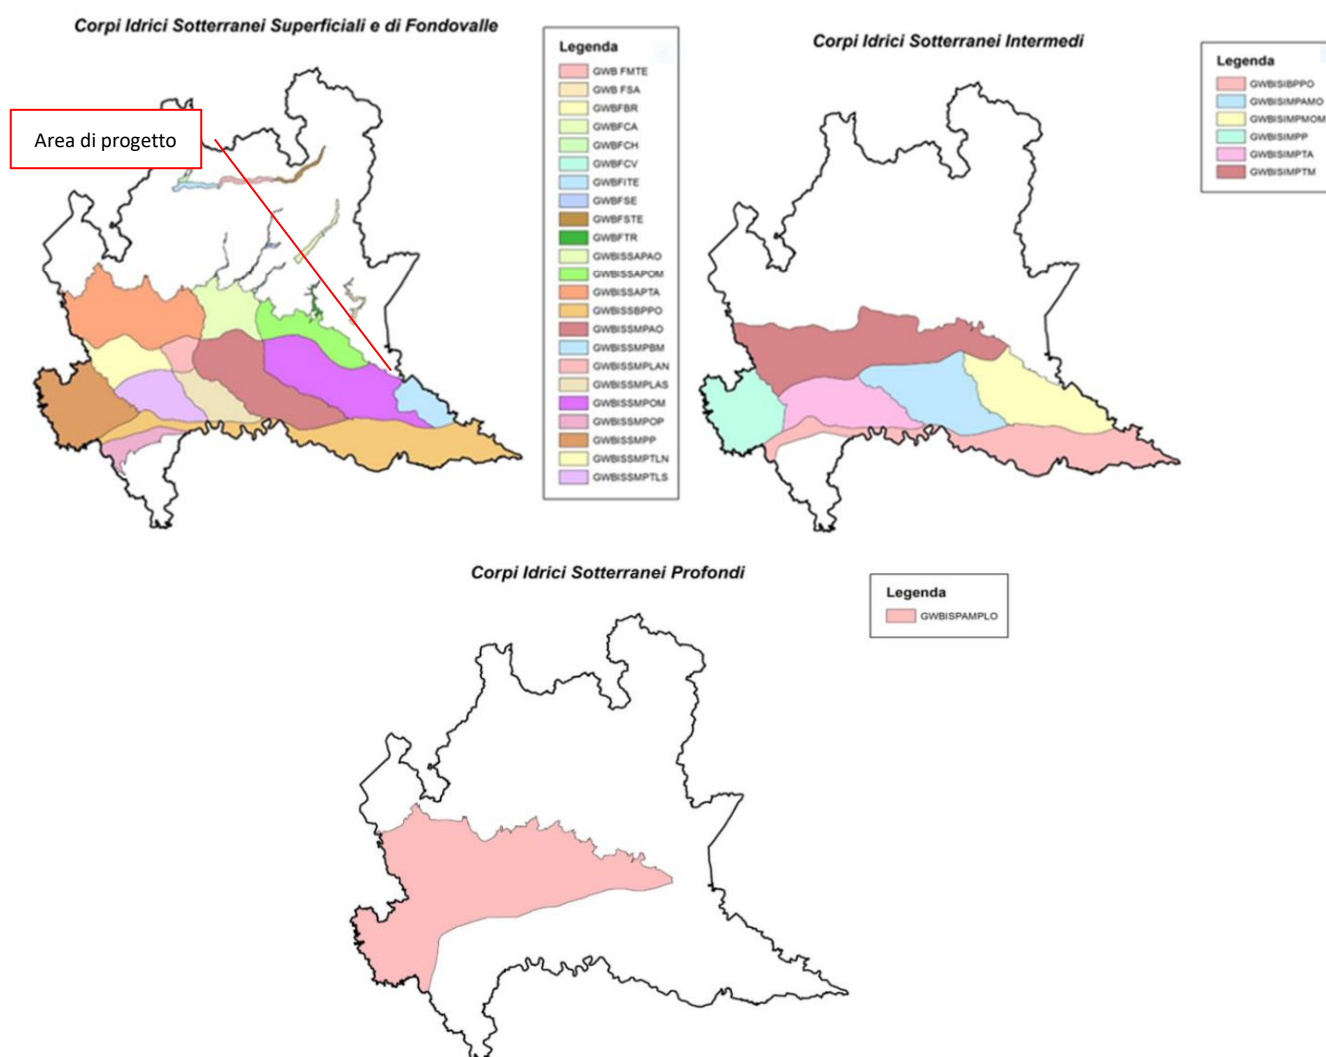 Corpi Idrici Sotterranei Superficiali e di Fondovalle
Area di progetto
Legenda
GWB FMTE
GWB FSA
GWBFBR
GWBFCA
GWBFCH
GWBFCV
GWBFITE
GWBFSE
GWBFSTE
GWBFTR
GWBISSAPAO
GWBISSAPOM
GWBISSAPTA
GWBISSBPPO
GWBISSMPAO
GWBISSMPBM
GWBISSMPLAN
GWBISSMPLAS
GWBISSMPOM
GWBISSMPOP
GWBISSMPP
GWBISSMPTLN
GWBISSMPTLS
Corpi Idrici Sotterranei Intermedi
Legenda
GWBISIBPPO
GWBISIMPAMO
GWBISIMPMOM
GWBISIMPP
GWBISIMPTA
GWBISIMPTM
Corpi Idrici Sotterranei Profondi
Legenda
GWBISPAMPLO